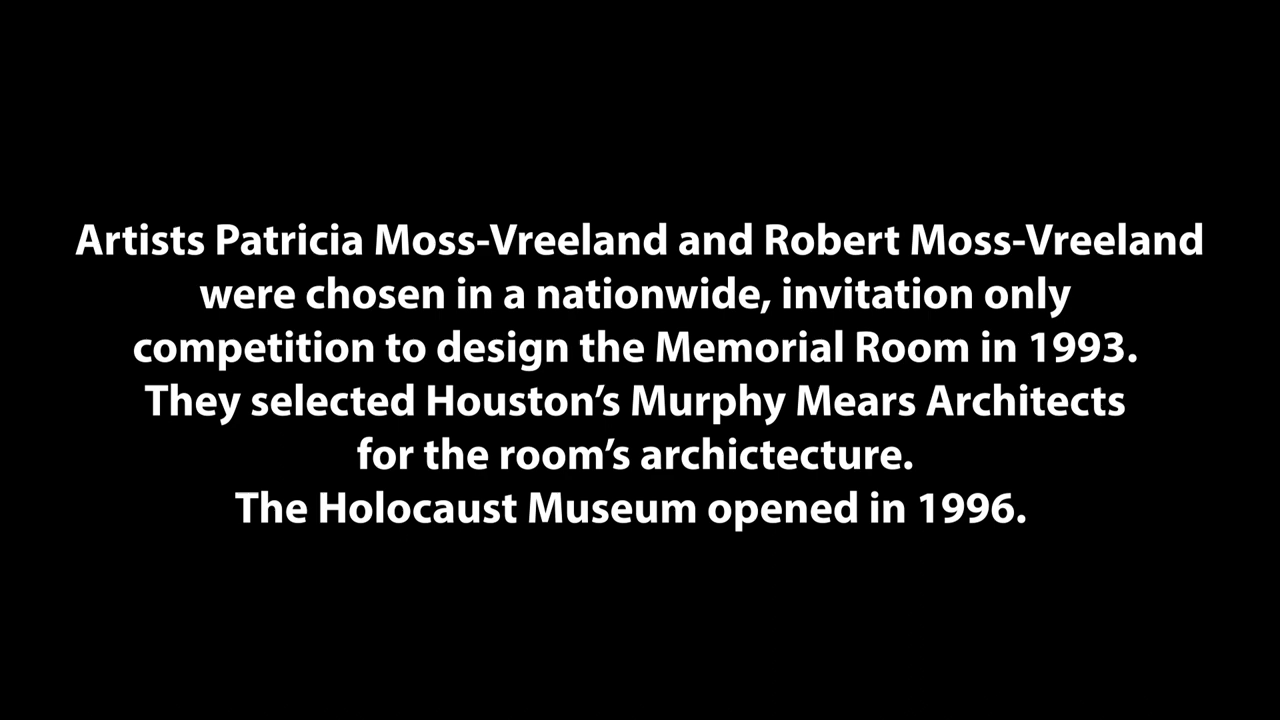 Artists Patricia Moss-Vreeland and Robert Moss-Vreeland
were chosen in a nationwide, invitation only
competition to design the Memorial Room in 1993.
They selected Houston’s Murphy Mears Architects
for the room’s archictecture.
The Holocaust Museum opened in 1996.